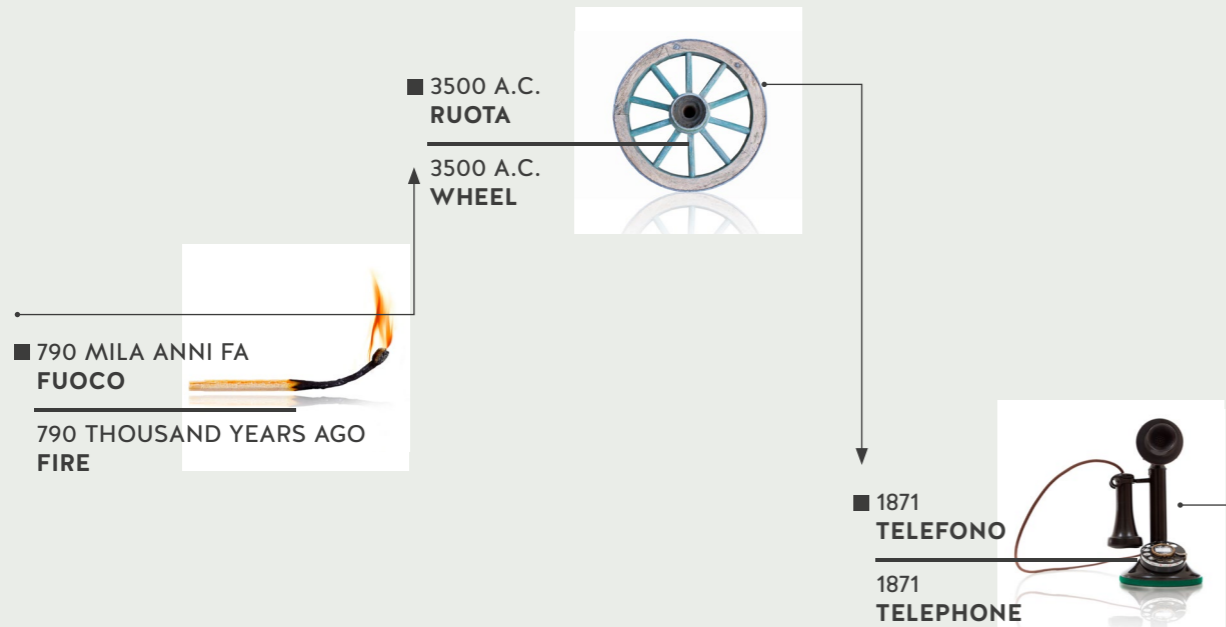 790 MILA ANNI FA
FUOCO
790 THOUSAND YEARS AGO
FIRE
3500 A.C.
RUOTA
3500 A.C.
WHEEL
1871
TELEFONO
1871
TELEPHONE